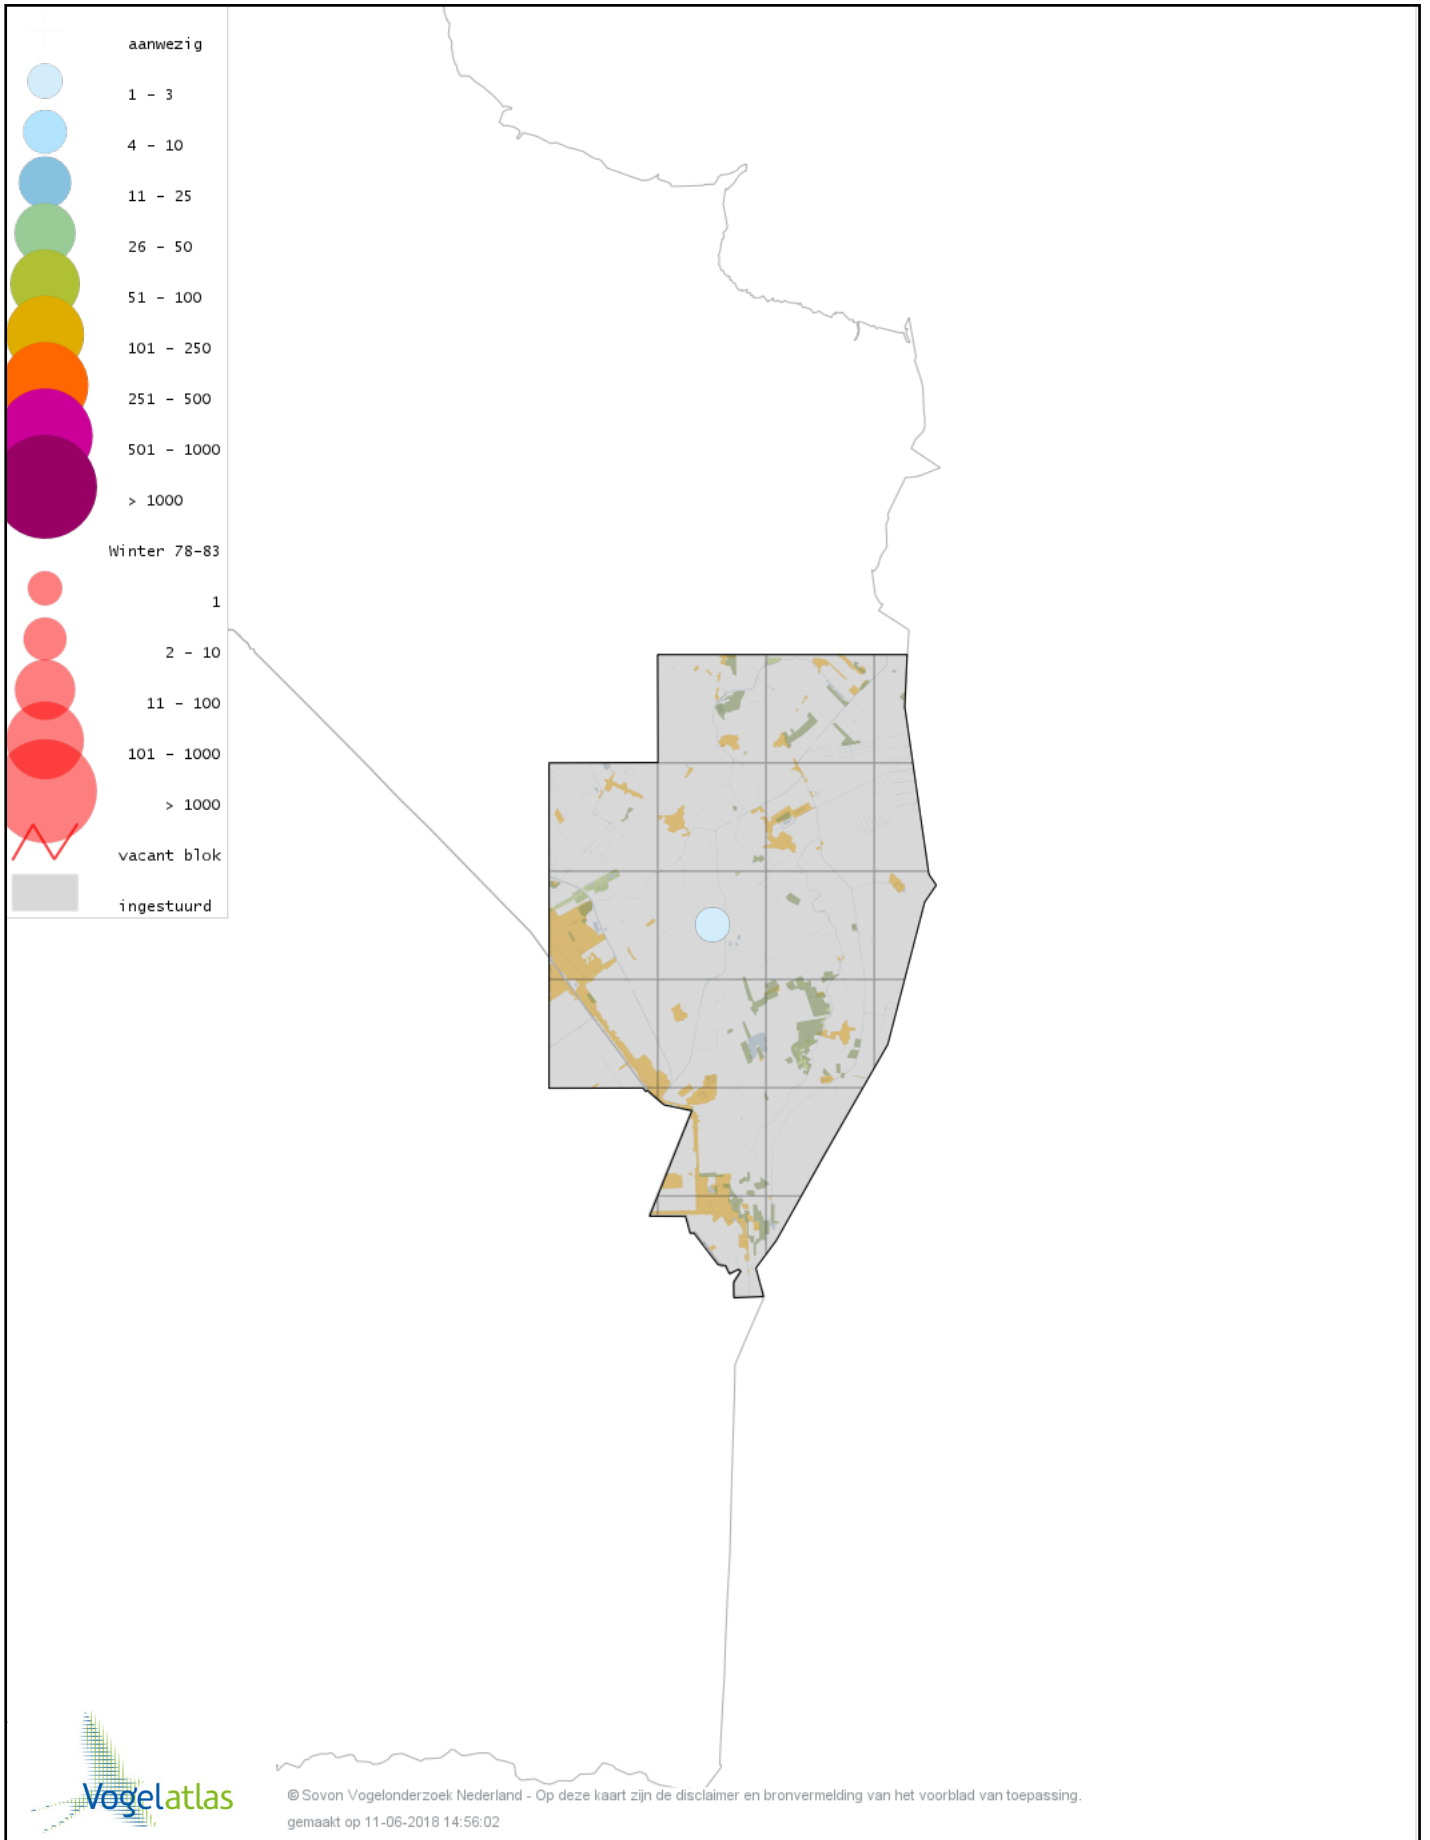 aanwezig
1 - 3
4 - 10
11 - 25
26 - 50
51 - 100
101 - 250
251 - 500
501 - 1000
> 1000
Winter 78-83
1
2 - 10
11 - 100
101 - 1000
> 1000
vacant blok
ingestuurd
Vogelatlas
© Sovon Vogelonderzoek Nederland - Op deze kaart zijn de disclaimer en bronvermelding van het voorblad van toepassing.
gemaakt op 11-06-2018 14:56:02